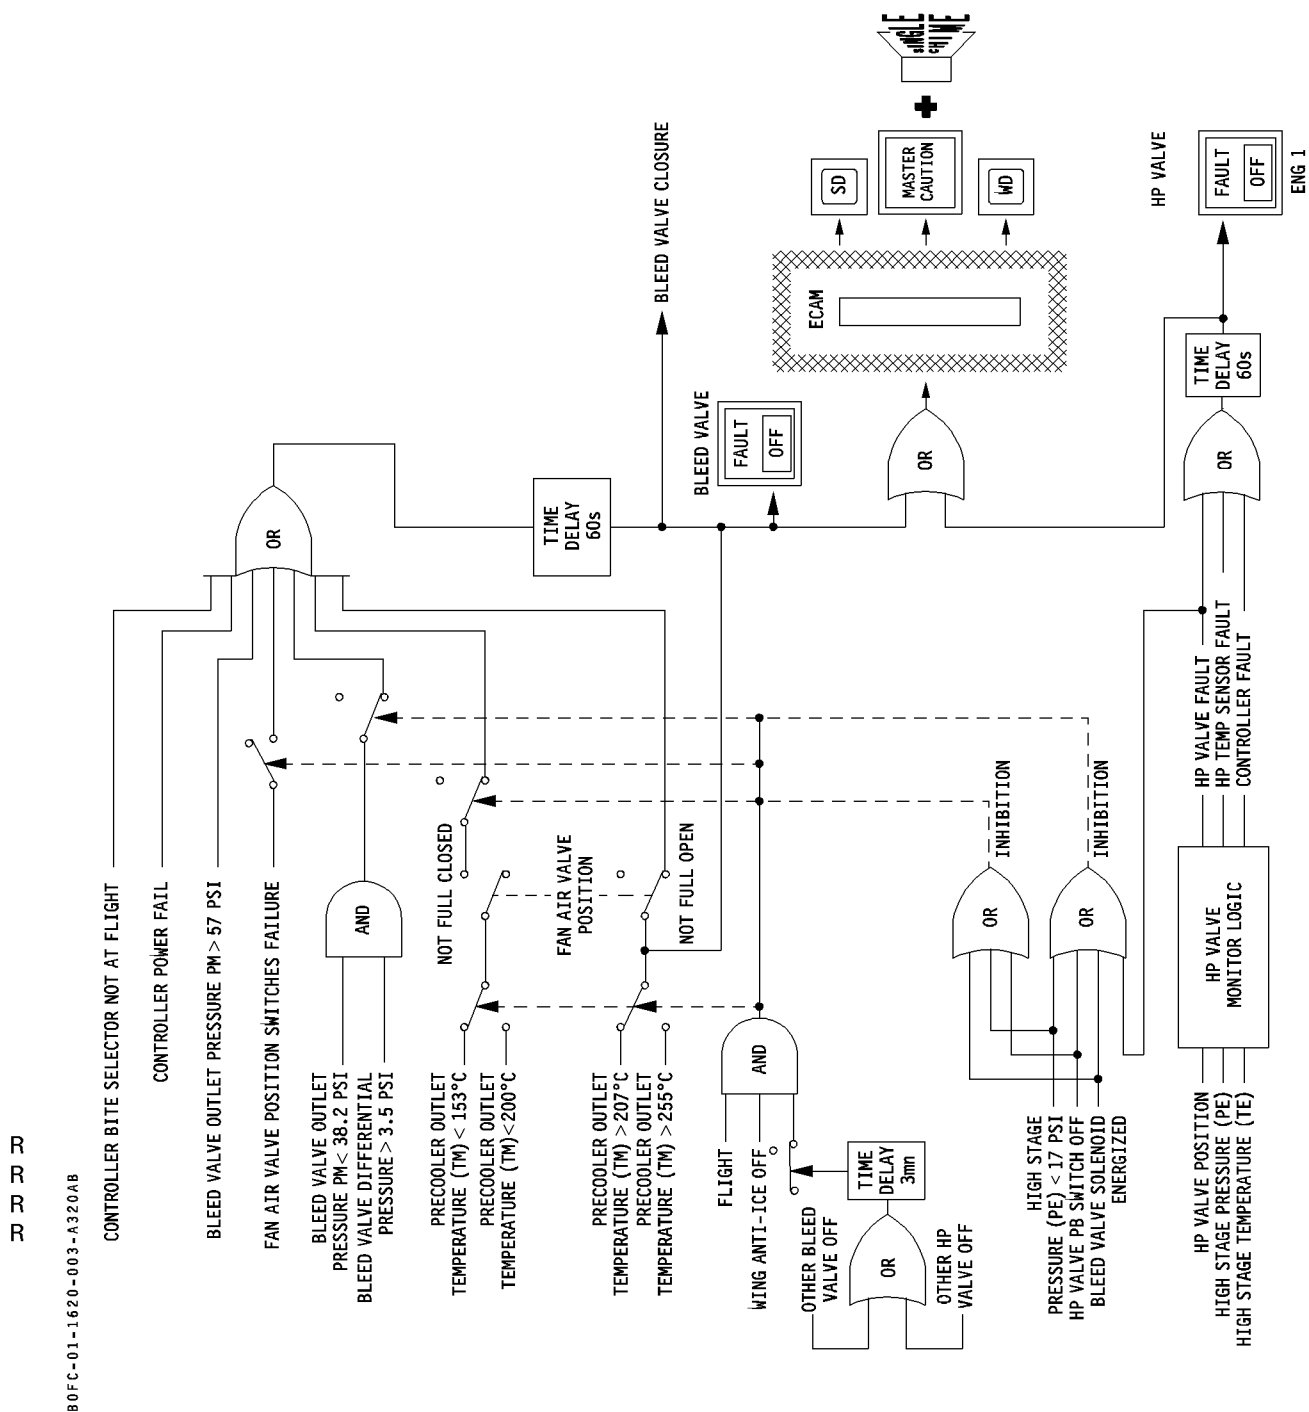 SINGLE
CHIME
BLEED VALVE CLOSURE
SD
MASTER
CAUTION
WD
HP VALVE
FAULT
OFF
ENG 1
ECAM
BLEED VALVE
FAULT
OFF
OR
TIME
DELAY
60s
OR
TIME
DELAY
60s
OR
CONTROLLER BITE SELECTOR NOT AT FLIGHT
CONTROLLER POWER FAIL
BLEED VALVE OUTLET PRESSURE PM > 57 PSI
FAN AIR VALVE POSITION SWITCHES FAILURE
BLEED VALVE OUTLET
PRESSURE PM < 38.2 PSI
BLEED VALVE DIFFERENTIAL
PRESSURE > 3.5 PSI
AND
PRECOOLER OUTLET
TEMPERATURE (TM) < 153°C
PRECOOLER OUTLET
TEMPERATURE (TM)<200°C
NOT FULL CLOSED
FAN AIR VALVE
POSITION
PRECOOLER OUTLET
TEMPERATURE (TM) > 207°C
PRECOOLER OUTLET
TEMPERATURE (TM) > 255°C
NOT FULL OPEN
FLIGHT
WING ANTI-ICE OFF
AND
OTHER BLEED
VALVE OFF
TIME
DELAY
3mn
OR
OTHER HP
VALVE OFF
INHIBITION
OR
INHIBITION
OR
HIGH STAGE
PRESSURE (PE) < 17 PSI
HP VALVE PB SWITCH OFF
BLEED VALVE SOLENOID
ENERGIZED
HP VALVE FAULT
HP TEMP SENSOR FAULT
CONTROLLER FAULT
HP VALVE
MONITOR LOGIC
HP VALVE POSITION
HIGH STAGE PRESSURE (PE)
HIGH STAGE TEMPERATURE (TE)
R
R
R
R
B0FC-01-1620-003-A320AB